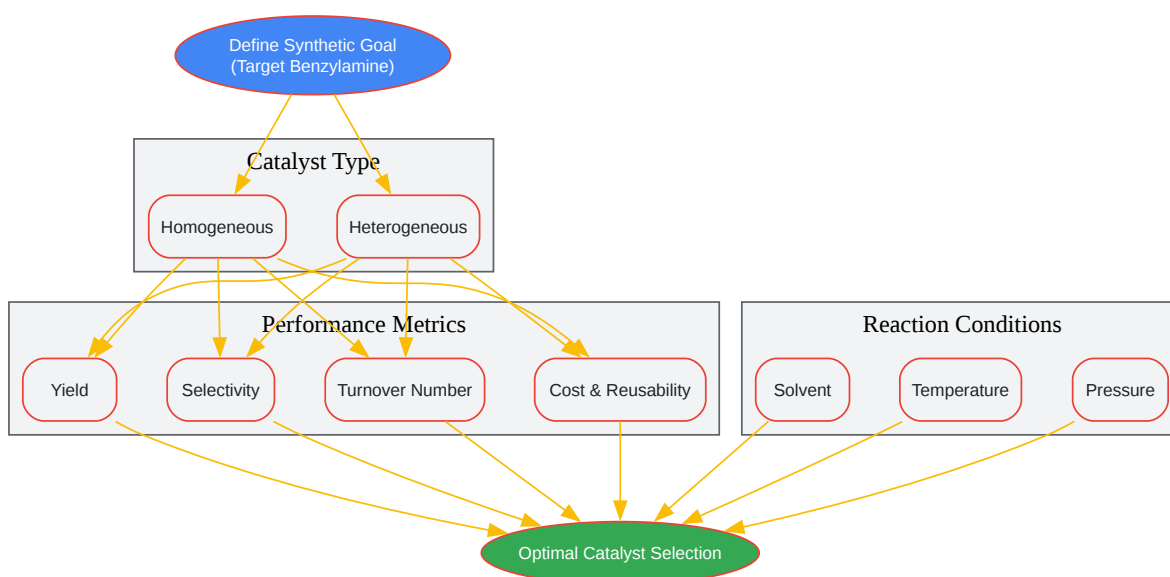 Define Synthetic Goal
(Target Benzylamine)
Catalyst Type
Homogeneous
Heterogeneous
Performance Metrics
Reaction Conditions
Yield
Selectivity
Turnover Number
Cost & Reusability
Solvent
Temperature
Pressure
Optimal Catalyst Selection